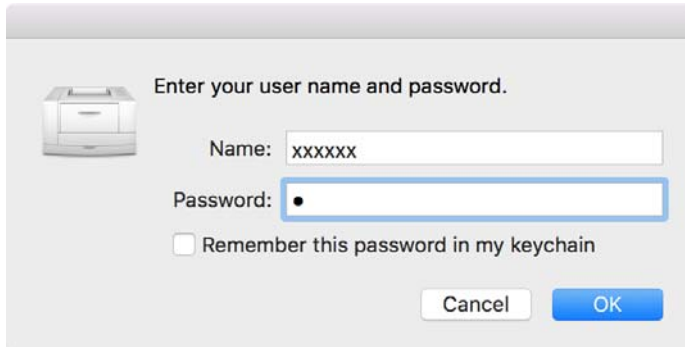 Enter your user name and password.
Name: xxxxxx
Password: •
Remember this password in my keychain
Cancel OK